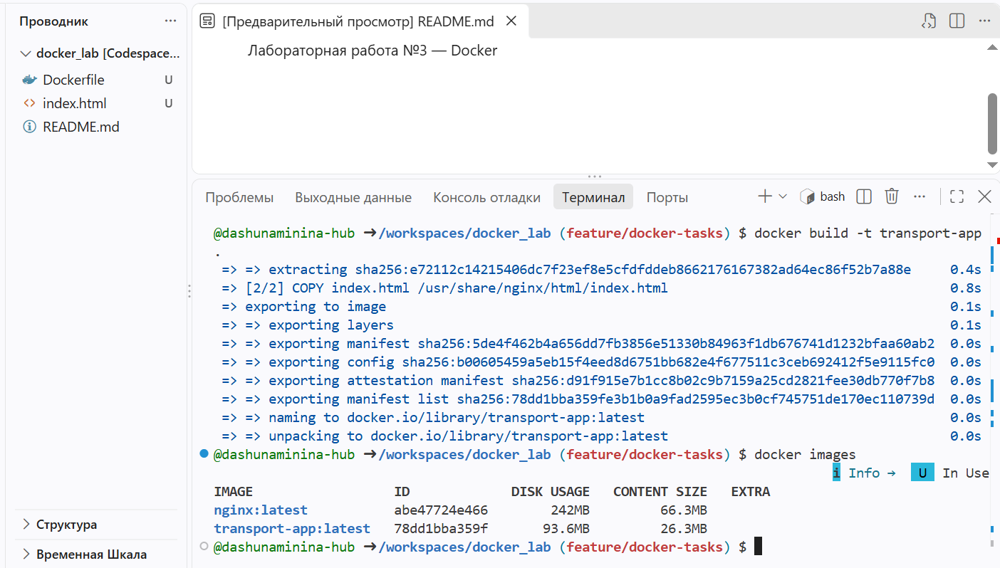 Проводник
docker_lab [Codespace...
Dockerfile U
index.html U
README.md
Структура
Временная Шкала
[Предварительный просмотр] README.md
Лабораторная работа №3 — Docker
Проблемы Выходные данные Консоль отладки Терминал Порты
bash
@dashunaminina-hub ➜/workspaces/docker_lab (feature/docker-tasks) $ docker build -t transport-app
.
=> => extracting sha256:e72112c14215406dc7f23ef8e5cfdfddeb8662176167382ad64ec86f52b7a88e 0.4s
=> [2/2] COPY index.html /usr/share/nginx/html/index.html 0.8s
=> exporting to image 0.1s
=> => exporting layers 0.1s
=> => exporting manifest sha256:5de4f462b4a656dd7fb3856e51330b84963f1db676741d1232bfaa60ab2 0.0s
=> => exporting config sha256:b00605459a5eb15f4eed8d6751bb682e4f677511c3ceb692412f5e9115fc0 0.0s
=> => exporting attestation manifest sha256:d91f915e7b1cc8b02c9b7159a25cd2821fee30db770f7b8 0.0s
=> => exporting manifest list sha256:78dd1bba359fe3b1b0a9fad2595ec3b0cf745751de170ec110739d 0.0s
=> => naming to docker.io/library/transport-app:latest 0.0s
=> => unpacking to docker.io/library/transport-app:latest 0.0s
@dashunaminina-hub ➜/workspaces/docker_lab (feature/docker-tasks) $ docker images
i Info → U In Use
IMAGE ID DISK USAGE CONTENT SIZE EXTRA
nginx:latest abe47724e466 242MB 66.3MB
transport-app:latest 78dd1bba359f 93.6MB 26.3MB
@dashunaminina-hub ➜/workspaces/docker_lab (feature/docker-tasks) $